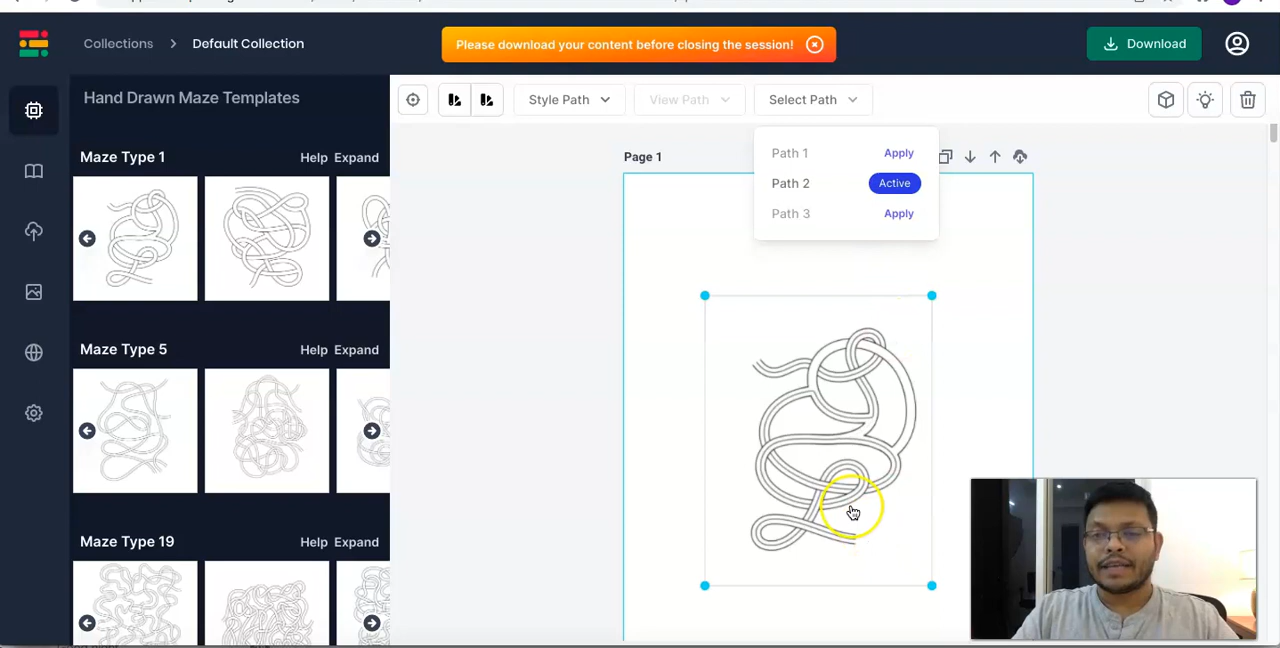 Collections > Default Collection
Please download your content before closing the session!
Download
Hand Drawn Maze Templates
Style Path
View Path
Select Path
Maze Type 1
Help Expand
Page 1
Path 1 Apply
Path 2 Active
Path 3 Apply
Maze Type 5
Help Expand
Maze Type 19
Help Expand